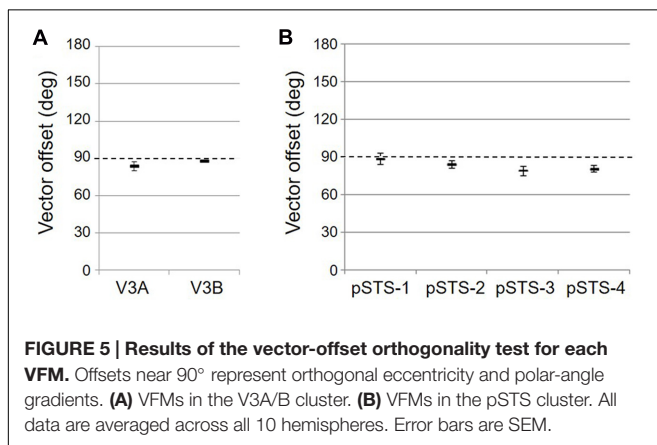 A
B
180
150
120
90
60
30
0
Vector offset (deg)
V3A V3B
180
150
120
90
60
30
0
Vector offset (deg)
pSTS-1 pSTS-2 pSTS-3 pSTS-4
FIGURE 5 | Results of the vector-offset orthogonality test for each
VFM. Offsets near 90° represent orthogonal eccentricity and polar-angle
gradients. (A) VFMs in the V3A/B cluster. (B) VFMs in the pSTS cluster. All
data are averaged across all 10 hemispheres. Error bars are SEM.